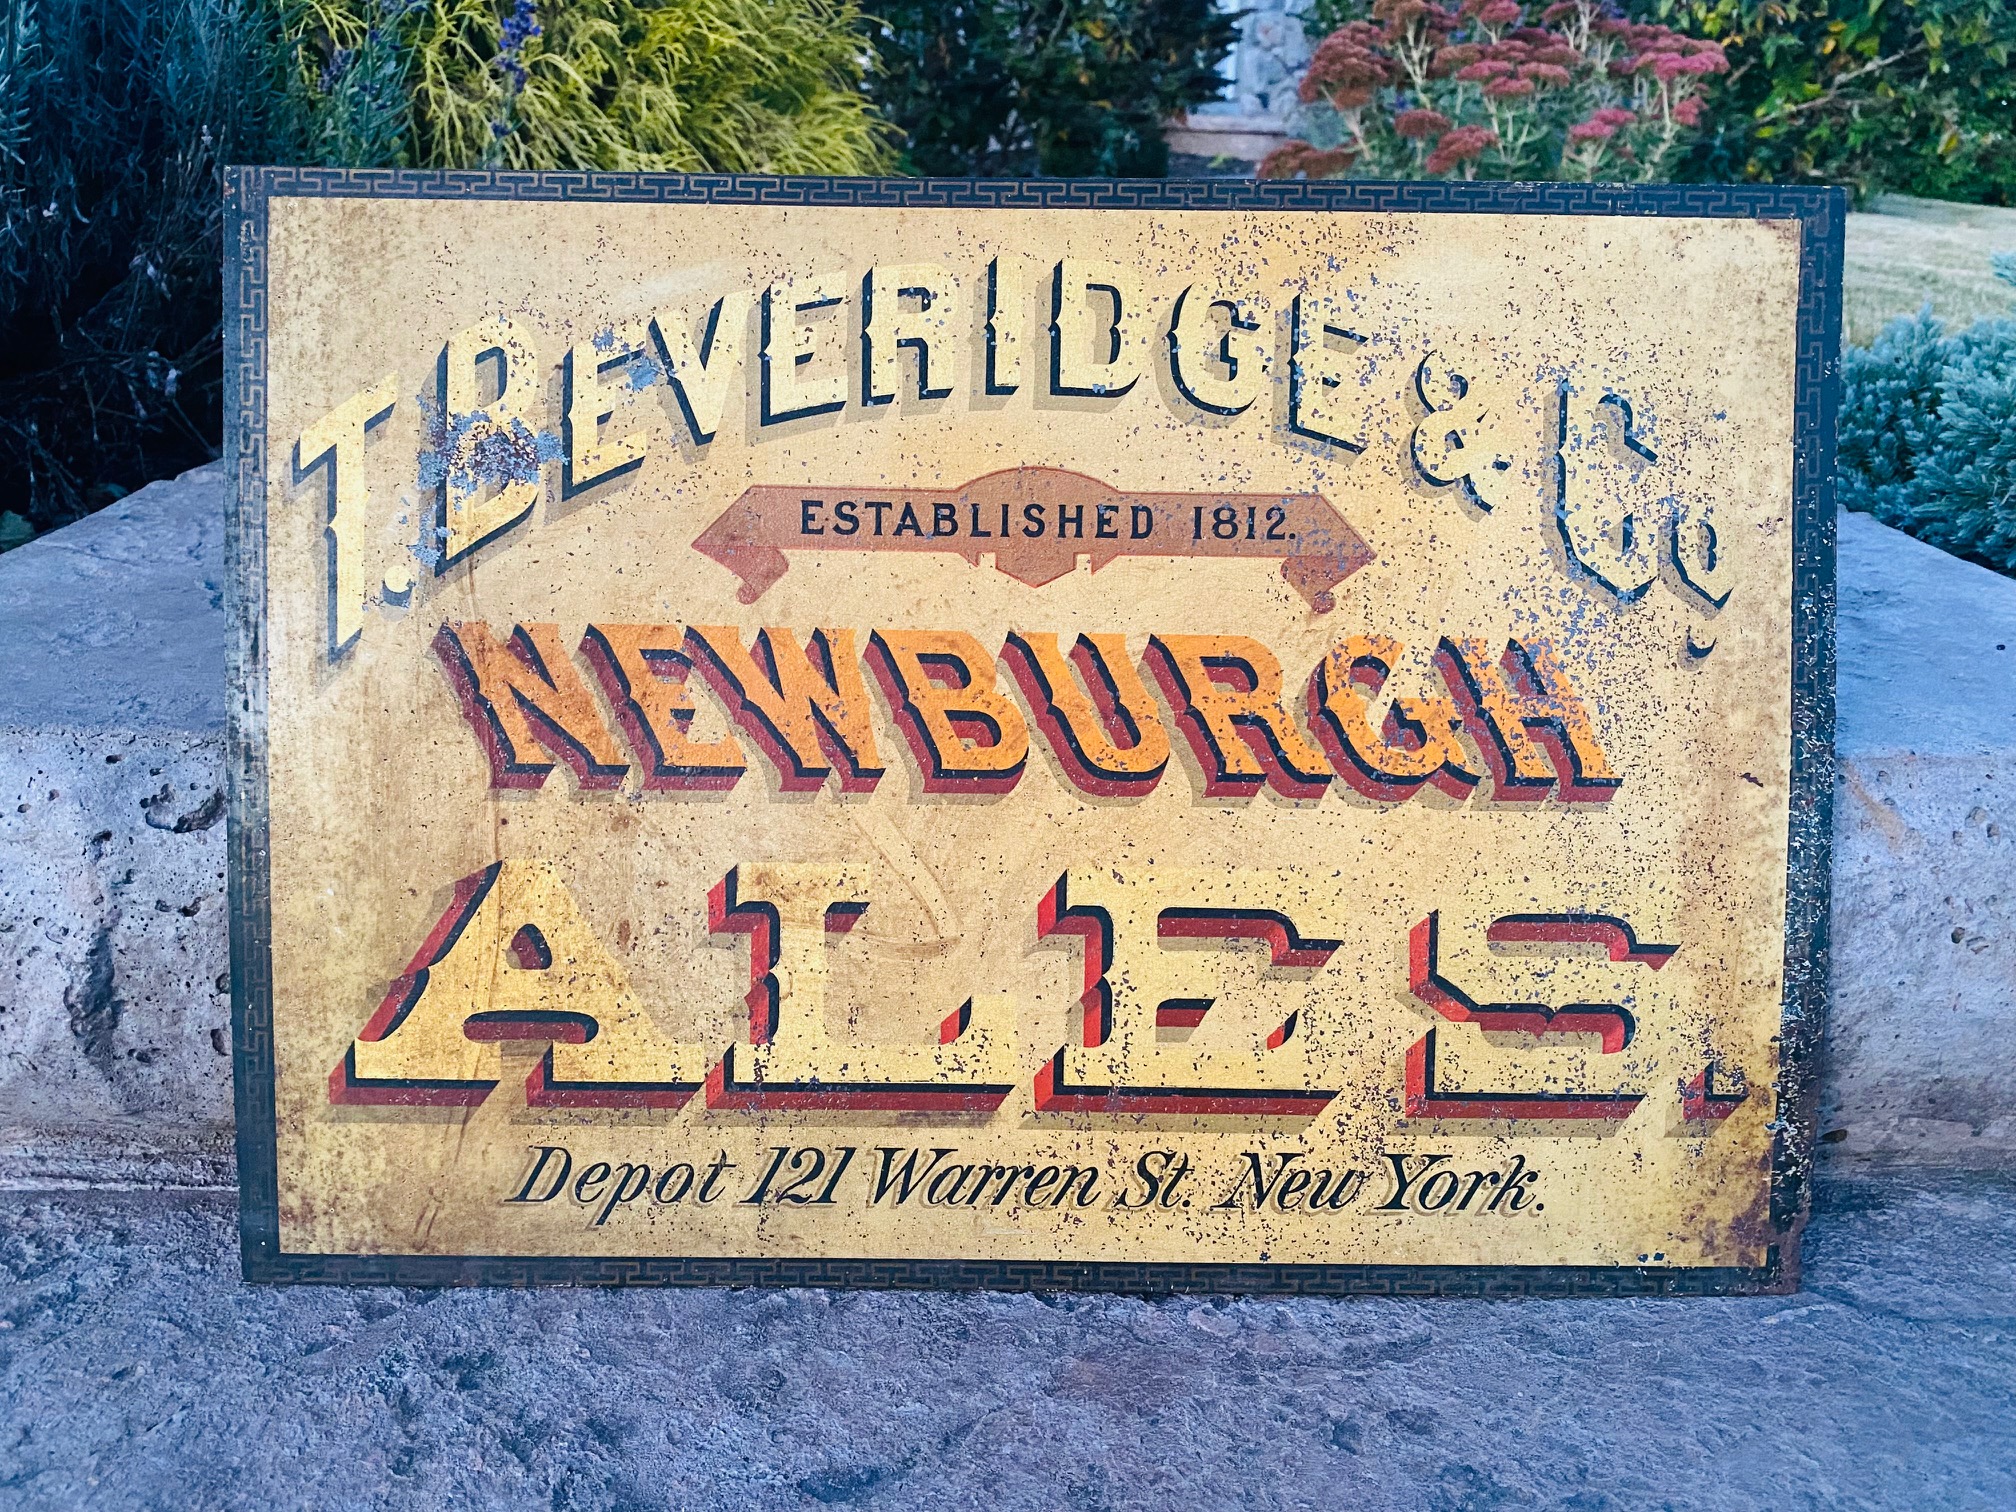 T. BEVERIDGE & Co.
ESTABLISHED 1812.
NEWBURGH
ALES.
Depot 121 Warren St. New York.